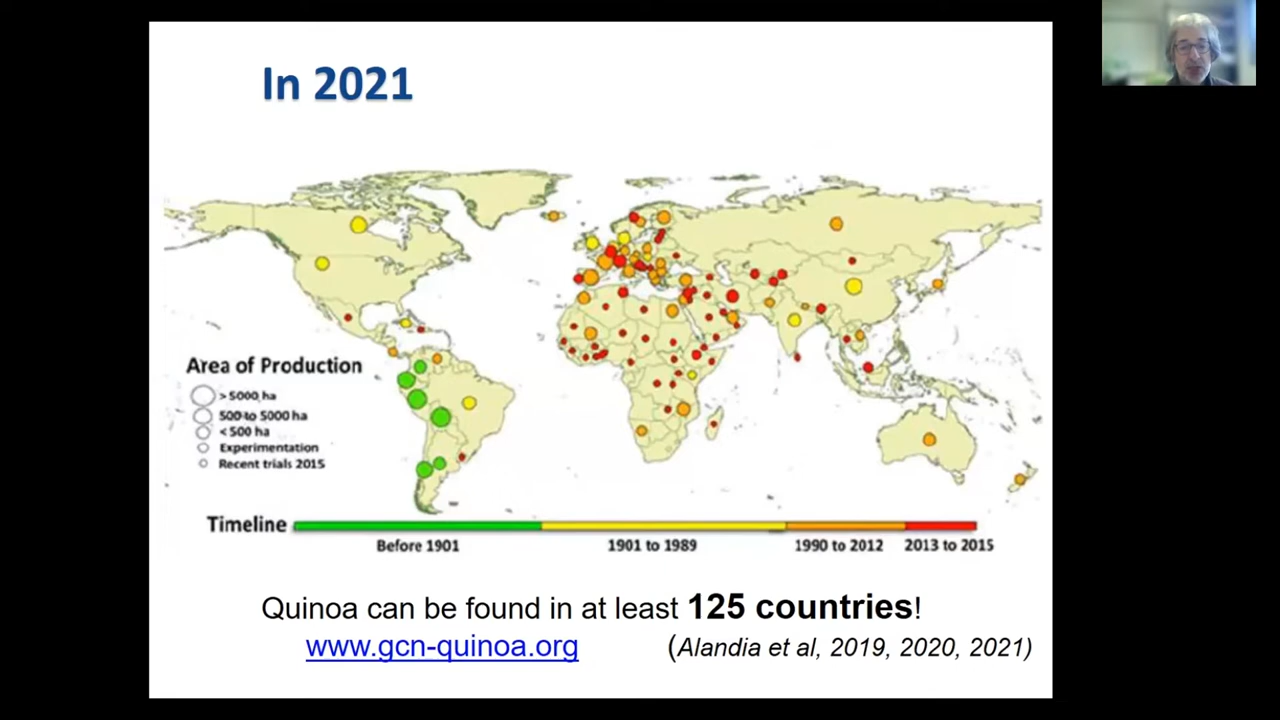 In 2021
Area of Production
> 5000 ha
500 to 5000 ha
< 500 ha
Experimentation
Recent trials 2015
Timeline
Before 1901
1901 to 1989
1990 to 2012
2013 to 2015
Quinoa can be found in at least 125 countries!
www.gcn-quinoa.org
(Alandia et al, 2019, 2020, 2021)